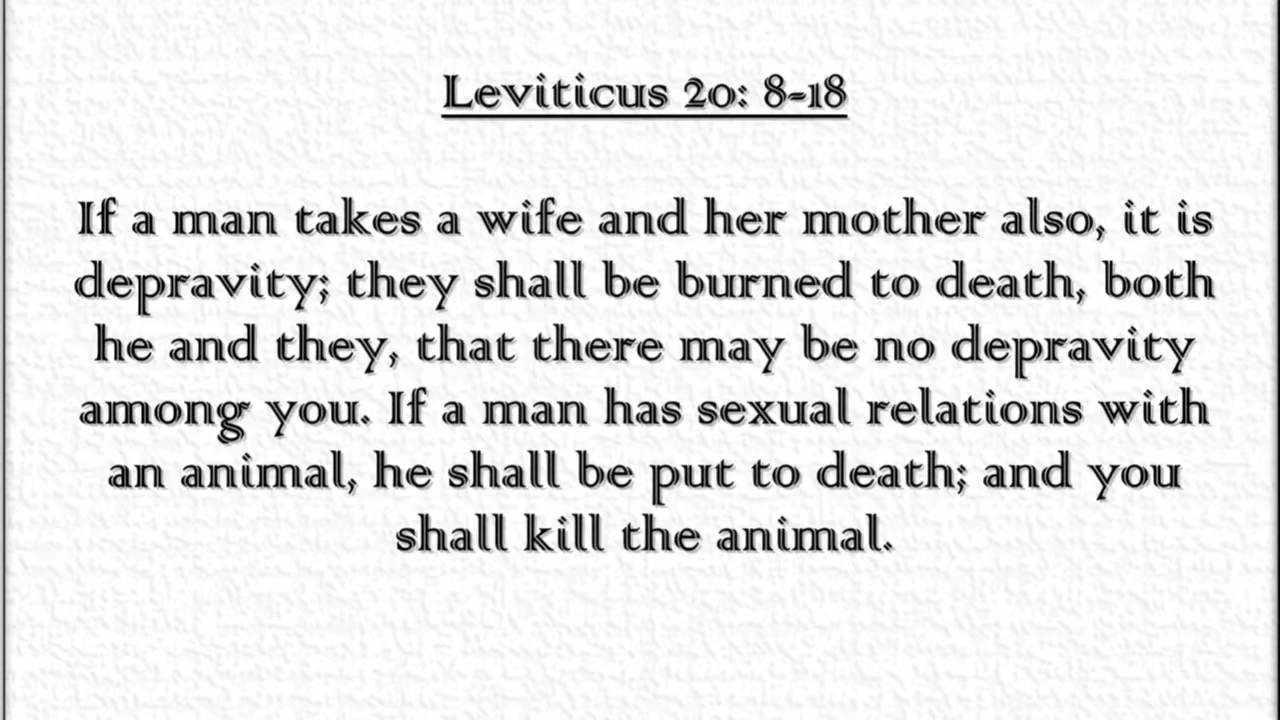 Leviticus 20: 8-18
If a man takes a wife and her mother also, it is
depravity; they shall be burned to death, both
he and they, that there may be no depravity
among you. If a man has sexual relations with
an animal, he shall be put to death; and you
shall kill the animal.